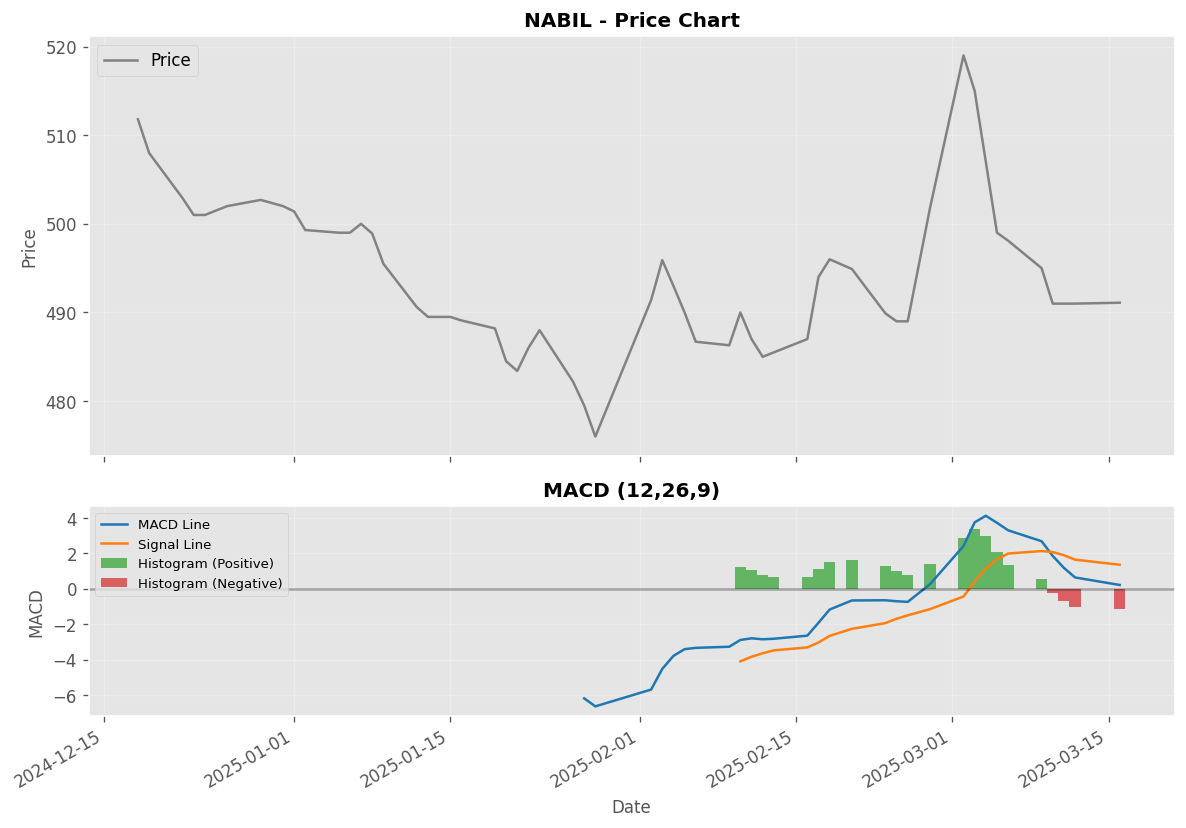 NABIL - Price Chart
Price
520
510
500
490
480
Price
MACD (12,26,9)
MACD Line
Signal Line
Histogram (Positive)
Histogram (Negative)
4
2
0
−2
−4
−6
MACD
2024-12-15
2025-01-01
2025-01-15
2025-02-01
2025-02-15
2025-03-01
2025-03-15
Date